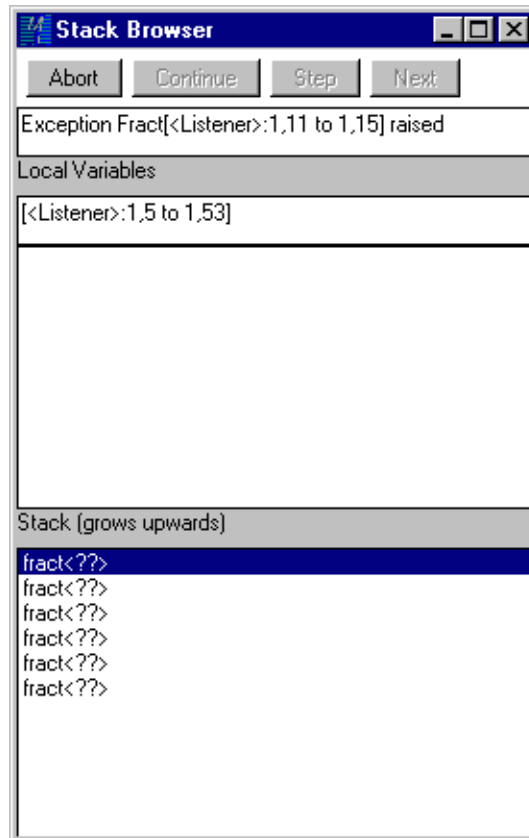 Stack Browser
Abort Continue Step Next
Exception Fract[<Listener>:1,11 to 1,15] raised
Local Variables
[<Listener>:1,5 to 1,53]
Stack (grows upwards)
fract<??>
fract<??>
fract<??>
fract<??>
fract<??>
fract<??>